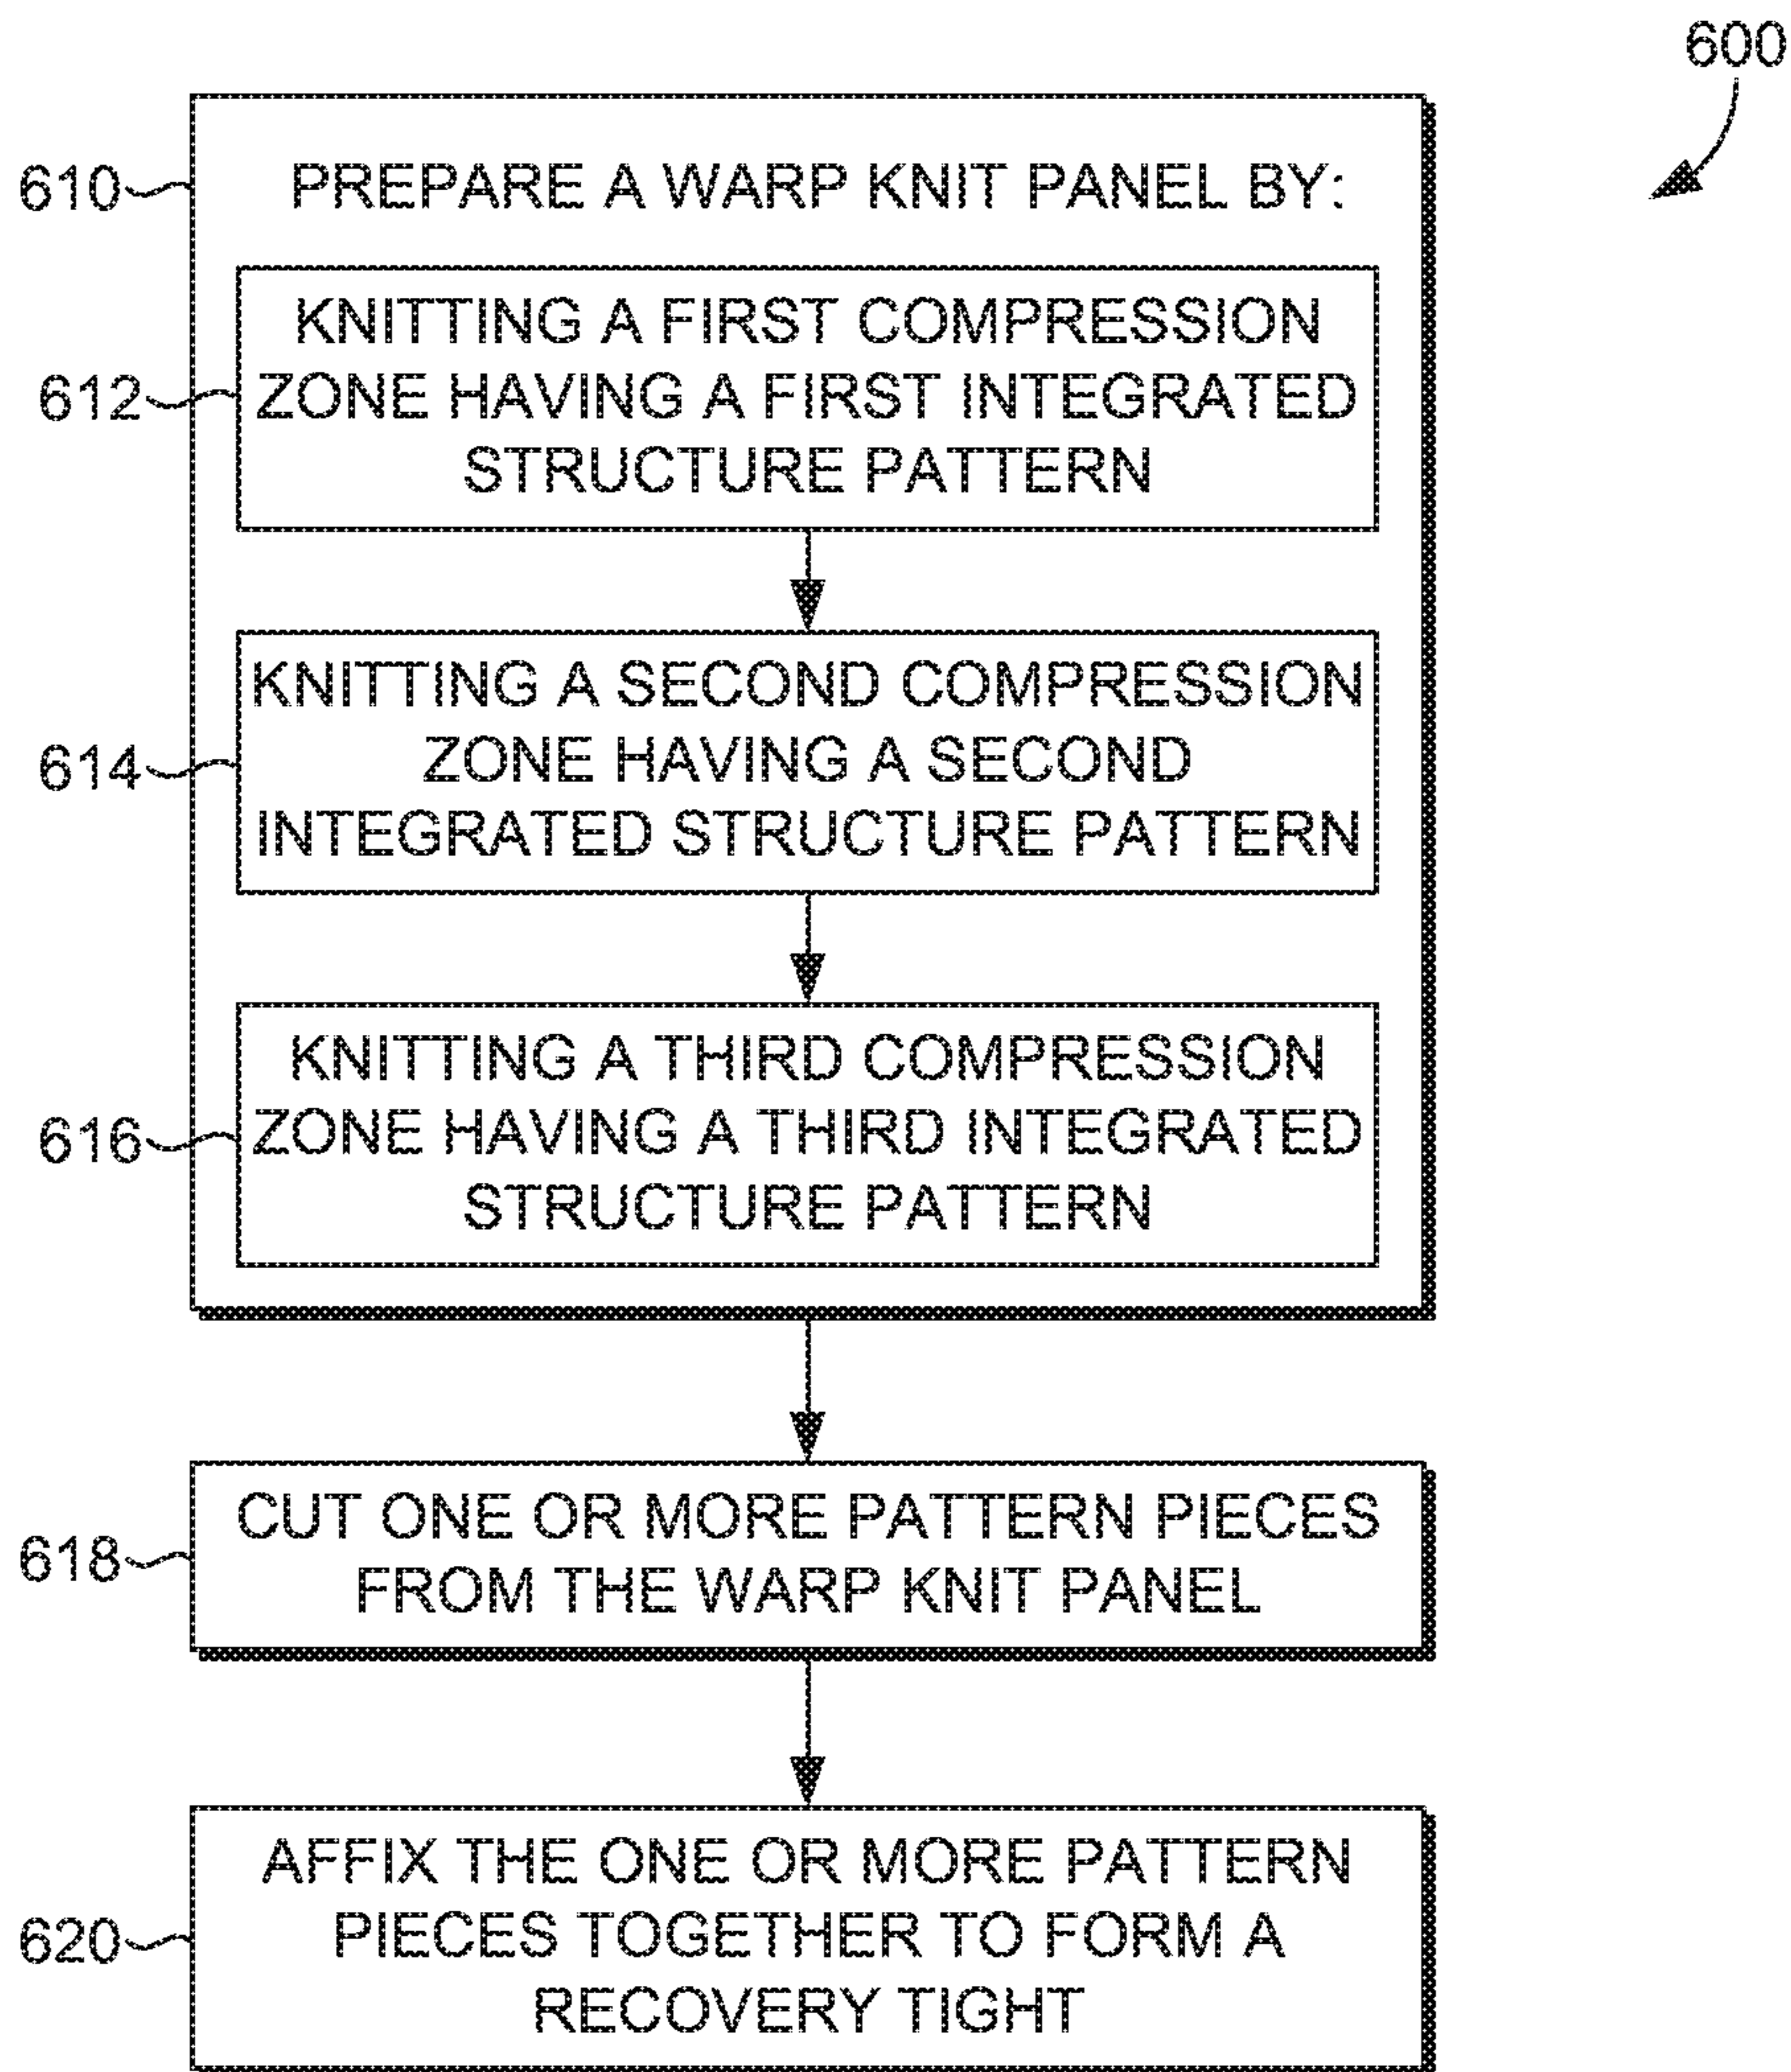 600
610
PREPARE A WARP KNIT PANEL BY:
612
KNITTING A FIRST COMPRESSION
ZONE HAVING A FIRST INTEGRATED
STRUCTURE PATTERN
614
KNITTING A SECOND COMPRESSION
ZONE HAVING A SECOND
INTEGRATED STRUCTURE PATTERN
616
KNITTING A THIRD COMPRESSION
ZONE HAVING A THIRD INTEGRATED
STRUCTURE PATTERN
618
CUT ONE OR MORE PATTERN PIECES
FROM THE WARP KNIT PANEL
620
AFFIX THE ONE OR MORE PATTERN
PIECES TOGETHER TO FORM A
RECOVERY TIGHT